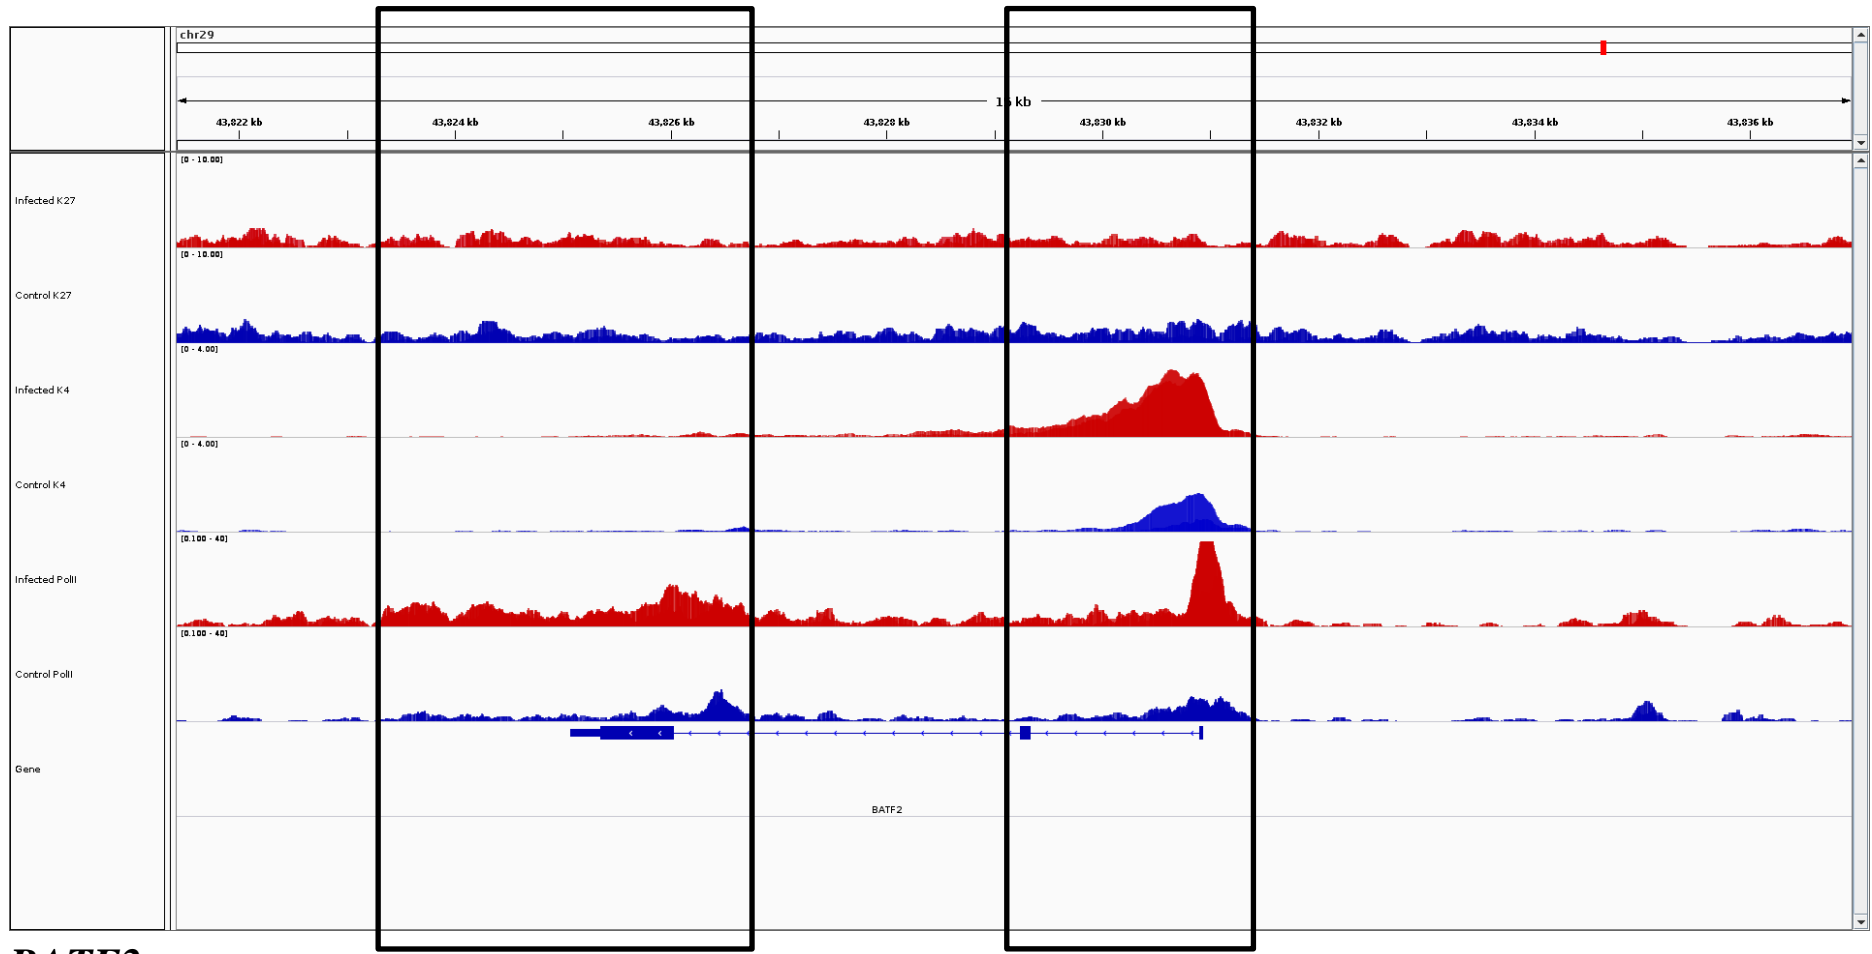 chr29
15 kb
43,822 kb 43,824 kb 43,826 kb 43,828 kb 43,830 kb 43,832 kb 43,834 kb 43,836 kb
[0 - 10.00]
Infected K27
[0 - 10.00]
Control K27
[0 - 4.00]
Infected K4
[0 - 4.00]
Control K4
[0.100 - 40]
Infected PolII
[0.100 - 40]
Control PolII
Gene
BATF2
BATF2